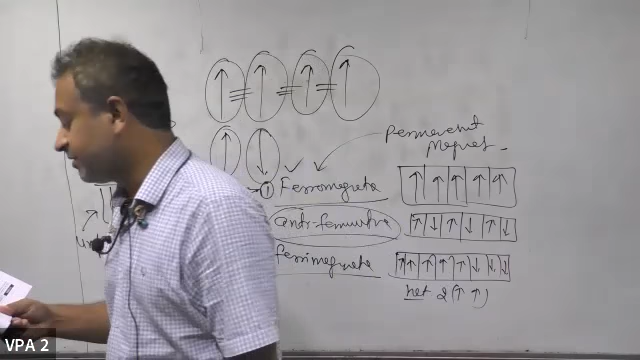 Permanent
Magnet
Ferromagnets
anti-ferromagnets
ferrimagnets
net 2(↑ ↑)
VPA 2